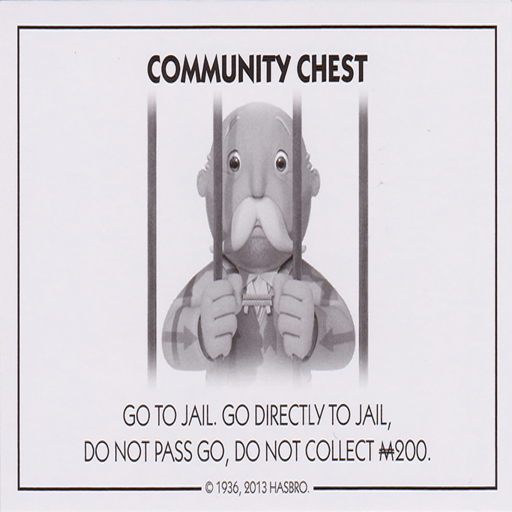 COMMUNITY CHEST
GO TO JAIL. GO DIRECTLY TO JAIL,
DO NOT PASS GO, DO NOT COLLECT ₩200.
© 1936, 2013 HASBRO.